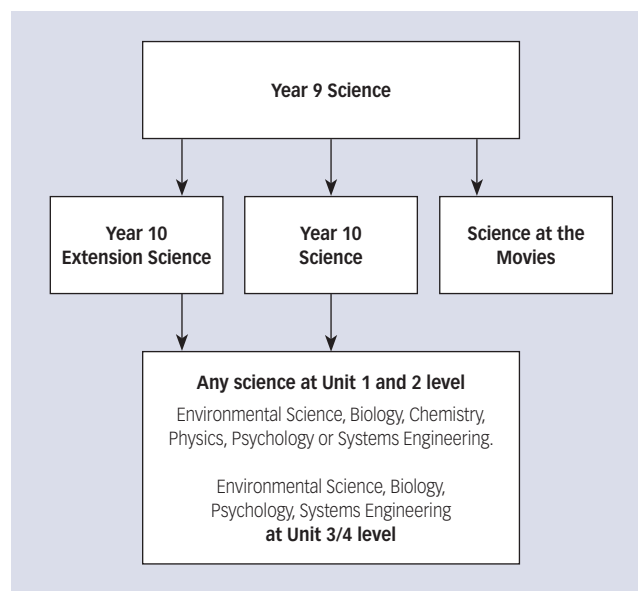 Year 9 Science
Year 10
Extension Science
Year 10
Science
Science at the
Movies
Any science at Unit 1 and 2 level
Environmental Science, Biology, Chemistry,
Physics, Psychology or Systems Engineering.
Environmental Science, Biology,
Psychology, Systems Engineering
at Unit 3/4 level